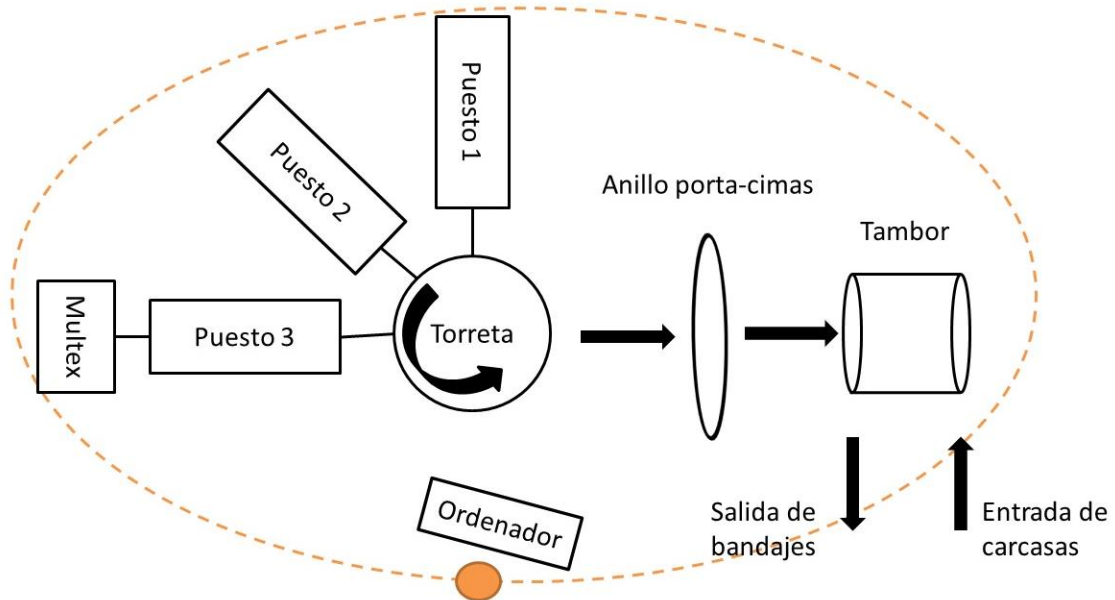 Puesto 1
Puesto 2
Anillo porta-cimas
Tambor
Multex
Puesto 3
Torreta
Ordenador
Salida de
bandajes
Entrada de
carcasas